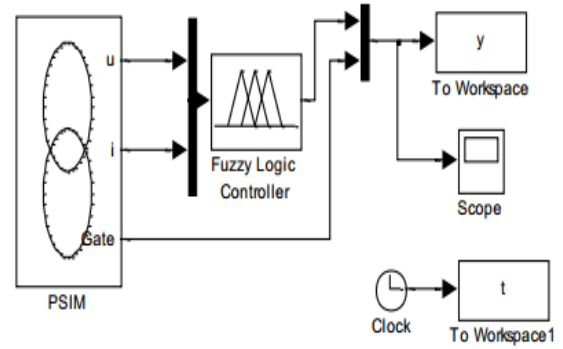 u
i
Gate
PSIM
Fuzzy Logic
Controller
y
To Workspace
Scope
Clock
t
To Workspace1